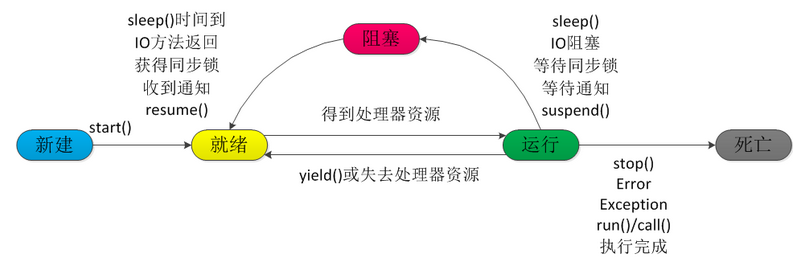 sleep()时间到
IO方法返回
获得同步锁
收到通知
resume()
阻塞
sleep()
IO阻塞
等待同步锁
等待通知
suspend()
新建
start()
就绪
得到处理器资源
yield()或失去处理器资源
运行
死亡
stop()
Error
Exception
run()/call()
执行完成